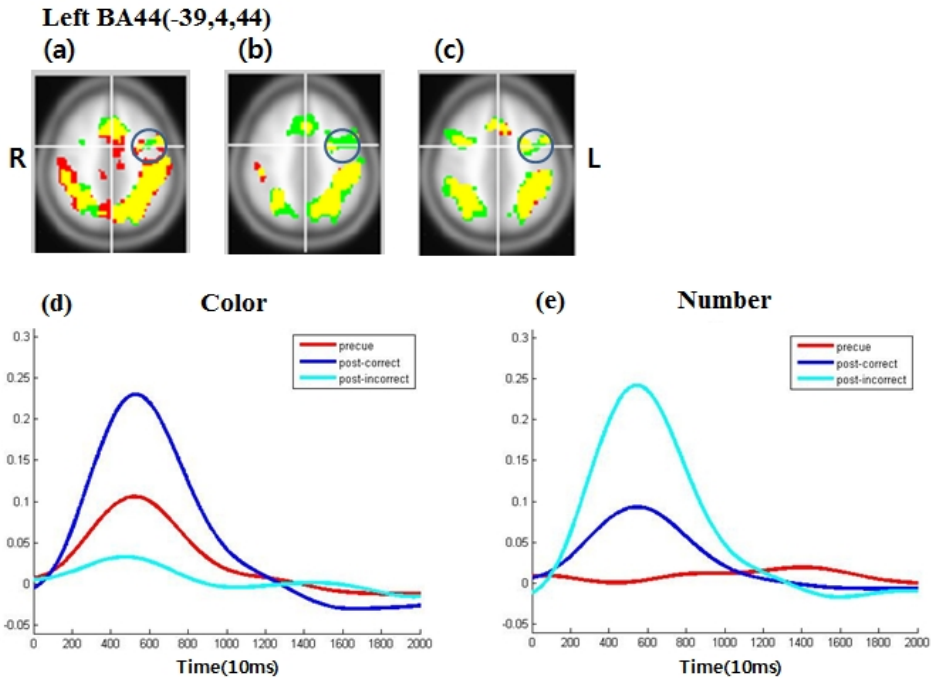 Left BA44(-39,4,44)
(a) (b) (c)
R L
(d) Color
0.3
0.25
0.2
0.15
0.1
0.05
0
-0.05
precue
post-correct
post-incorrect
0 200 400 600 800 1000 1200 1400 1600 1800 2000
Time(10ms)
(e) Number
0.3
0.25
0.2
0.15
0.1
0.05
0
-0.05
precue
post-correct
post-incorrect
0 200 400 600 800 1000 1200 1400 1600 1800 2000
Time(10ms)